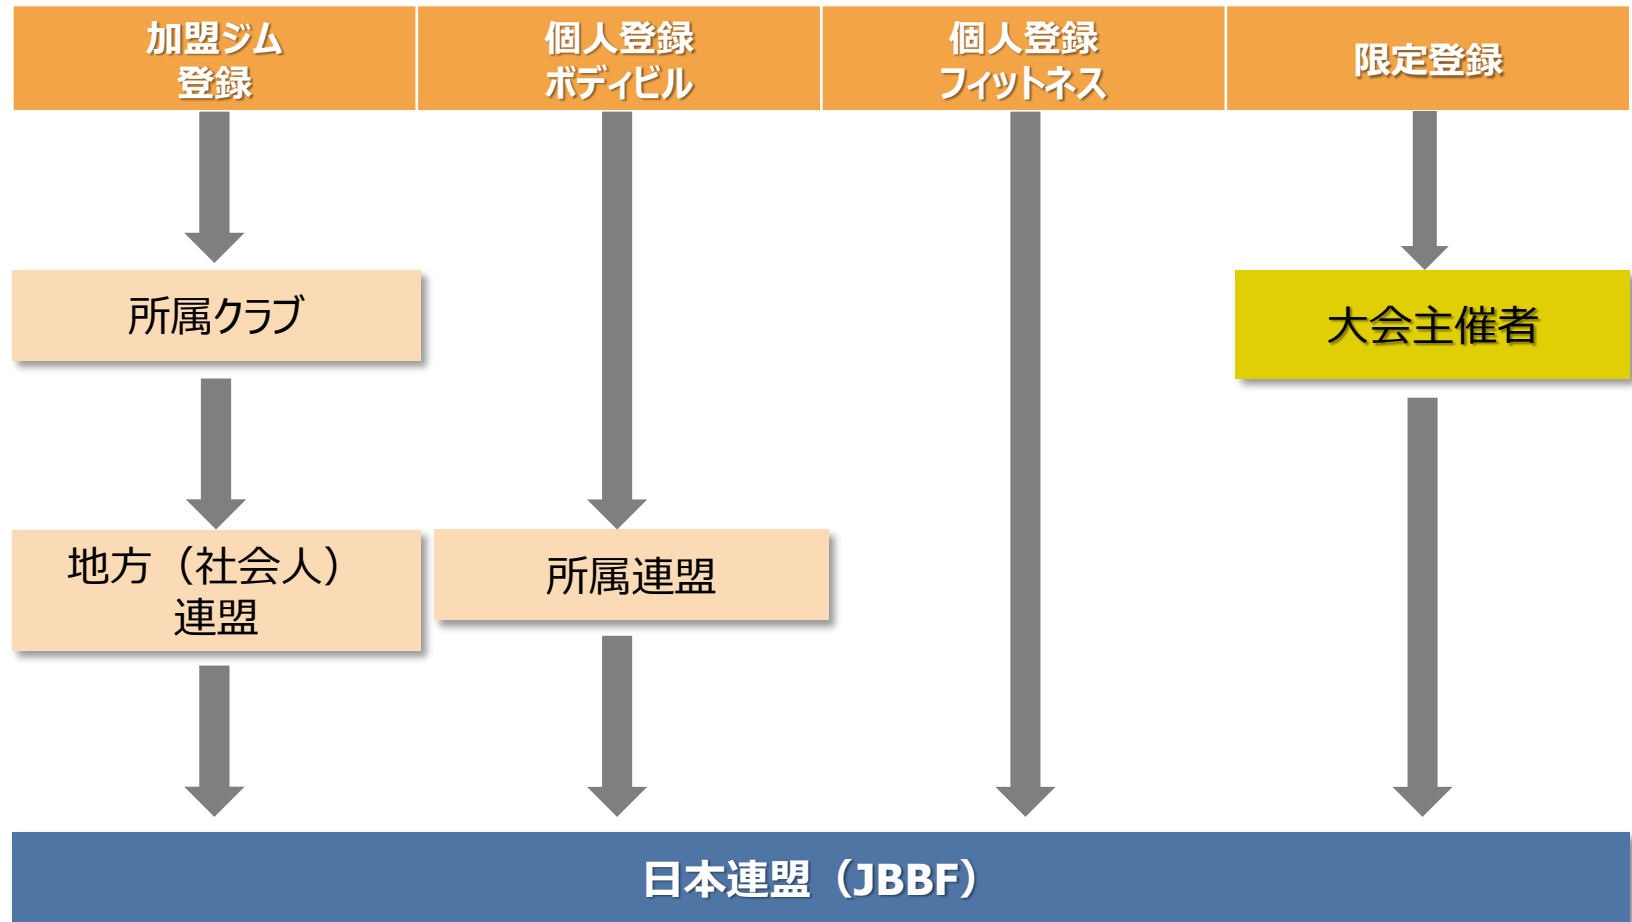 加盟ジム
登録
個人登録
ボディビル
個人登録
フィットネス
限定登録
所属クラブ
大会主催者
地方（社会人）
連盟
所属連盟
日本連盟（JBBF）